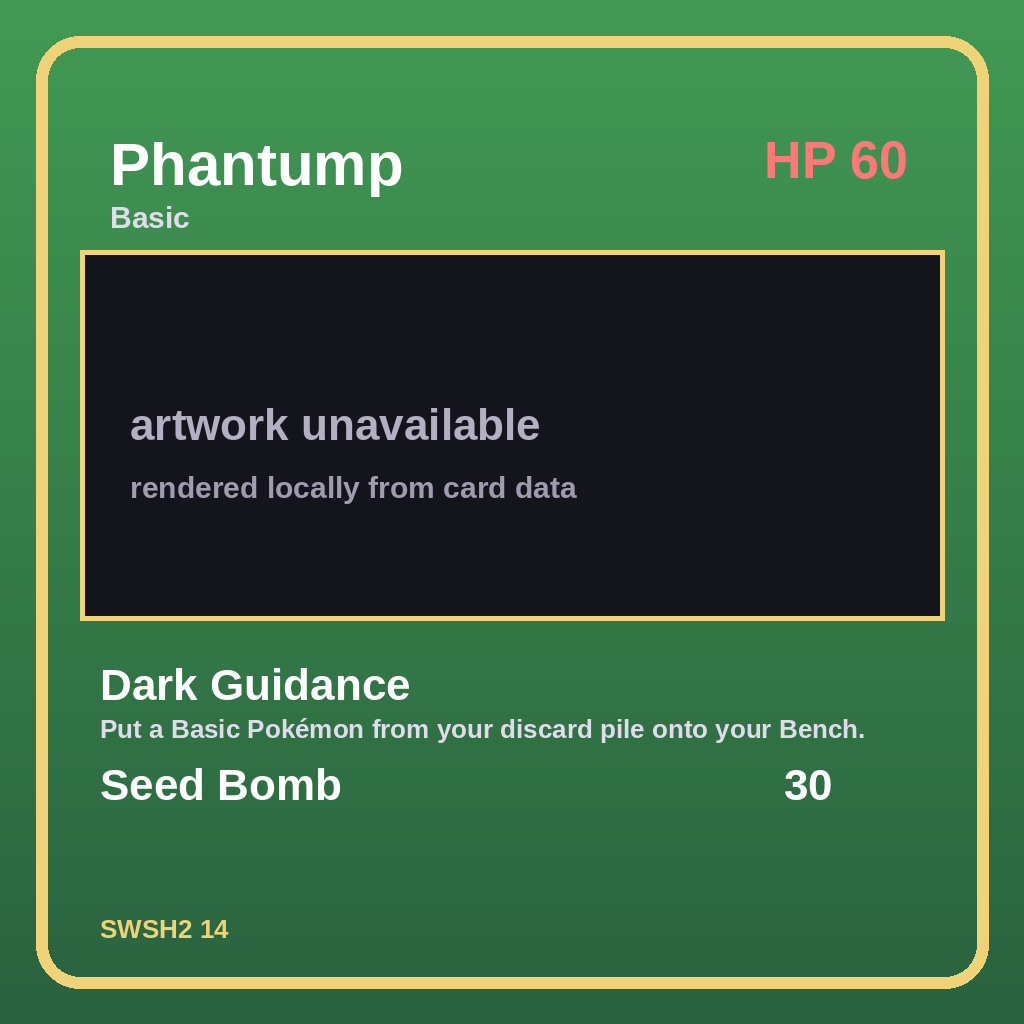 Phantump
HP 60
Basic
artwork unavailable
rendered locally from card data
Dark Guidance
Put a Basic Pokémon from your discard pile onto your Bench.
Seed Bomb 30
SWSH2 14